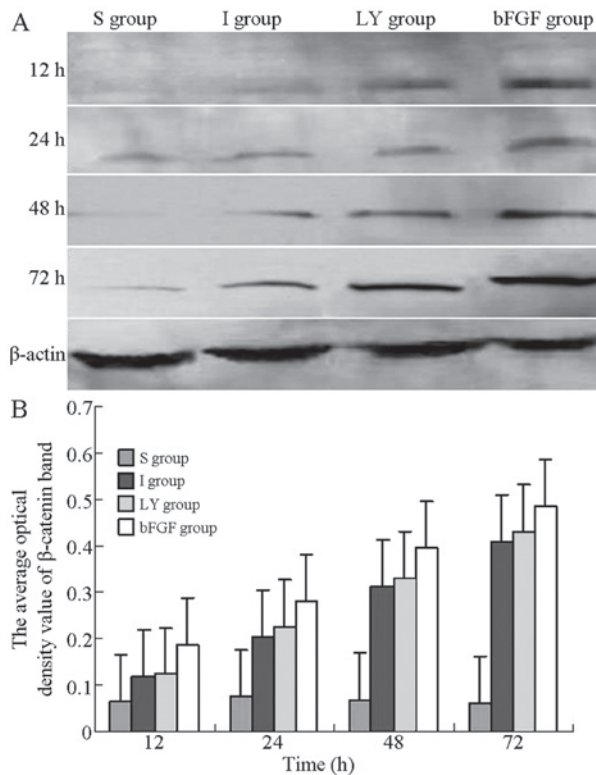 A
S group I group LY group bFGF group
12 h
24 h
48 h
72 h
β-actin
B
0.7
0.6
0.5
0.4
0.3
0.2
0.1
0
The average optical
density value of β-catenin band
S group
I group
LY group
bFGF group
12 24 48 72
Time (h)